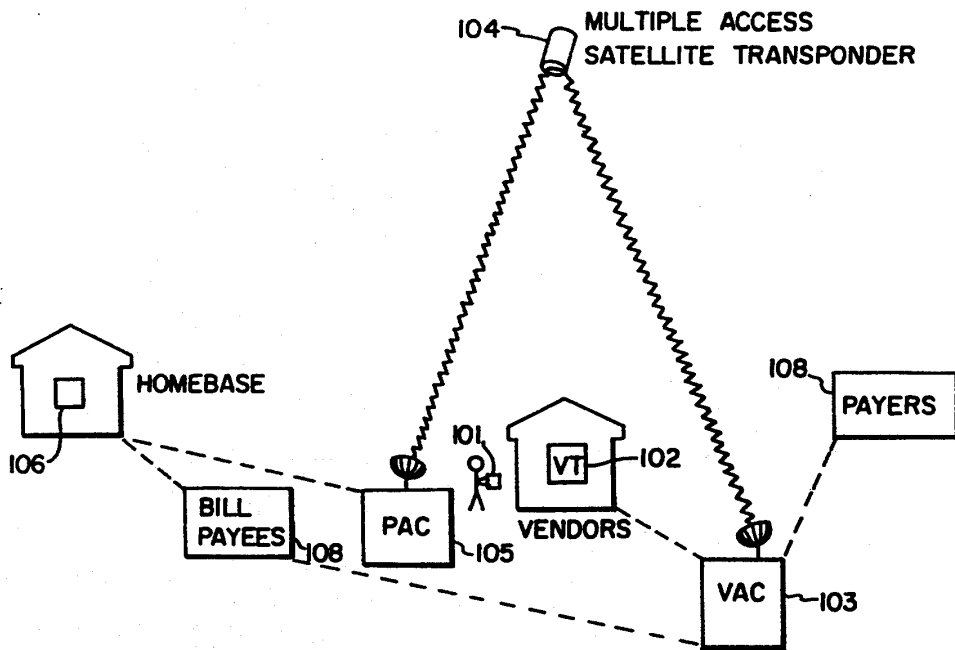 104
MULTIPLE ACCESS
SATELLITE TRANSPONDER
HOMEBASE
106
BILL
PAYEES
108
PAC
105
101
VT
102
VENDORS
108
PAYERS
VAC
103